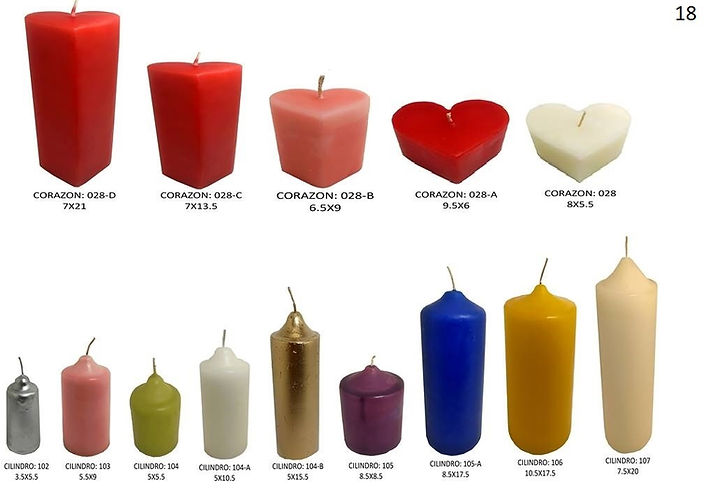 18
CORAZON: 028-D
7X21
CORAZON: 028-C
7X13.5
CORAZON: 028-B
6.5X9
CORAZON: 028-A
9.5X6
CORAZON: 028
8X5.5
CILINDRO: 102
3.5X5.5
CILINDRO: 103
5.5X9
CILINDRO: 104
5X5.5
CILINDRO: 104-A
5X10.5
CILINDRO: 104-B
5X15.5
CILINDRO: 105
8.5X8.5
CILINDRO: 105-A
8.5X17.5
CILINDRO: 106
10.5X17.5
CILINDRO: 107
7.5X20